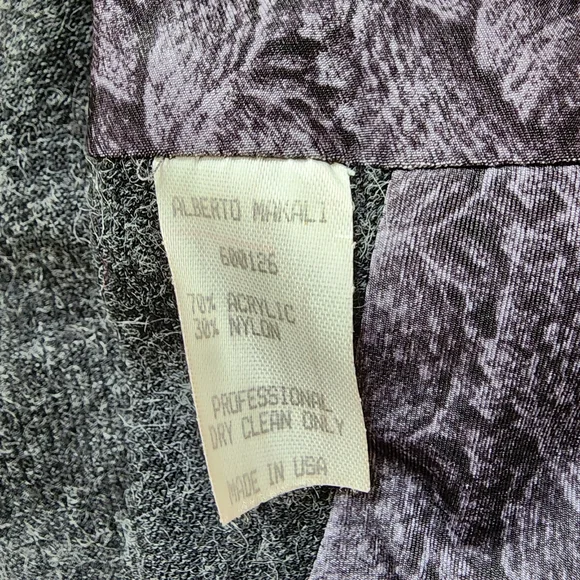 ALBERTO MAKALI
600126
70% ACRYLIC
30% NYLON
PROFESSIONAL
DRY CLEAN ONLY
MADE IN USA